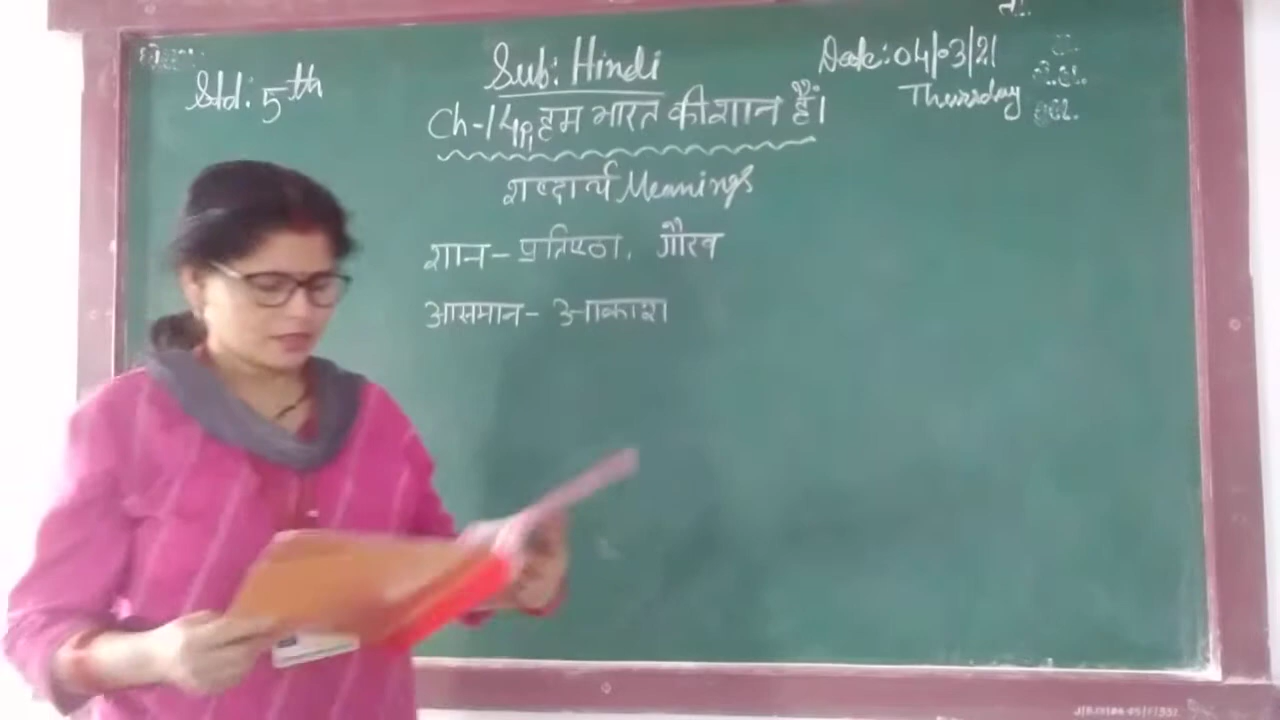 Std: 5th
Sub: Hindi
Date: 04/03/21
Thursday
Ch-14 हम भारत की शान हैं।
शब्दार्थ Meanings
शान - प्रतिष्ठा, गौरव
आसमान - आकाश